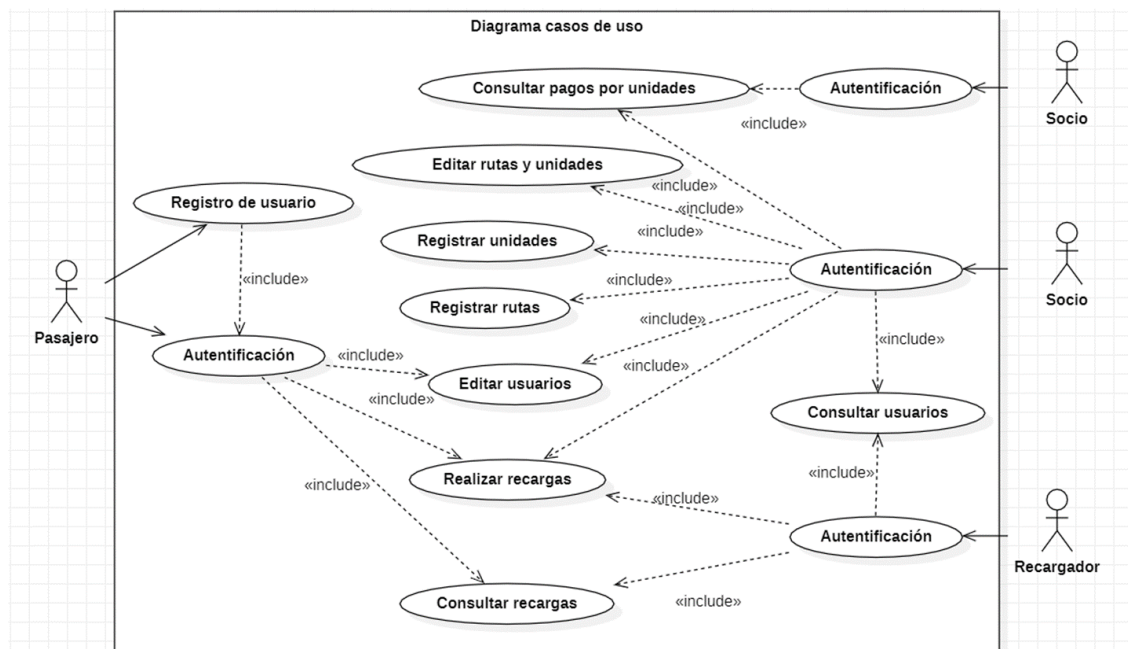 Diagrama casos de uso
Consultar pagos por unidades
Autentificación
Socio
«include»
Editar rutas y unidades
«include»
Registro de usuario
«include»
Registrar unidades
«include»
Autentificación
Socio
«include»
«include»
Registrar rutas
«include»
Pasajero
«include»
Autentificación
«include»
«include»
Editar usuarios
«include»
Consultar usuarios
«include»
Realizar recargas
«include»
«include»
«include»
Autentificación
Recargador
Consultar recargas
«include»